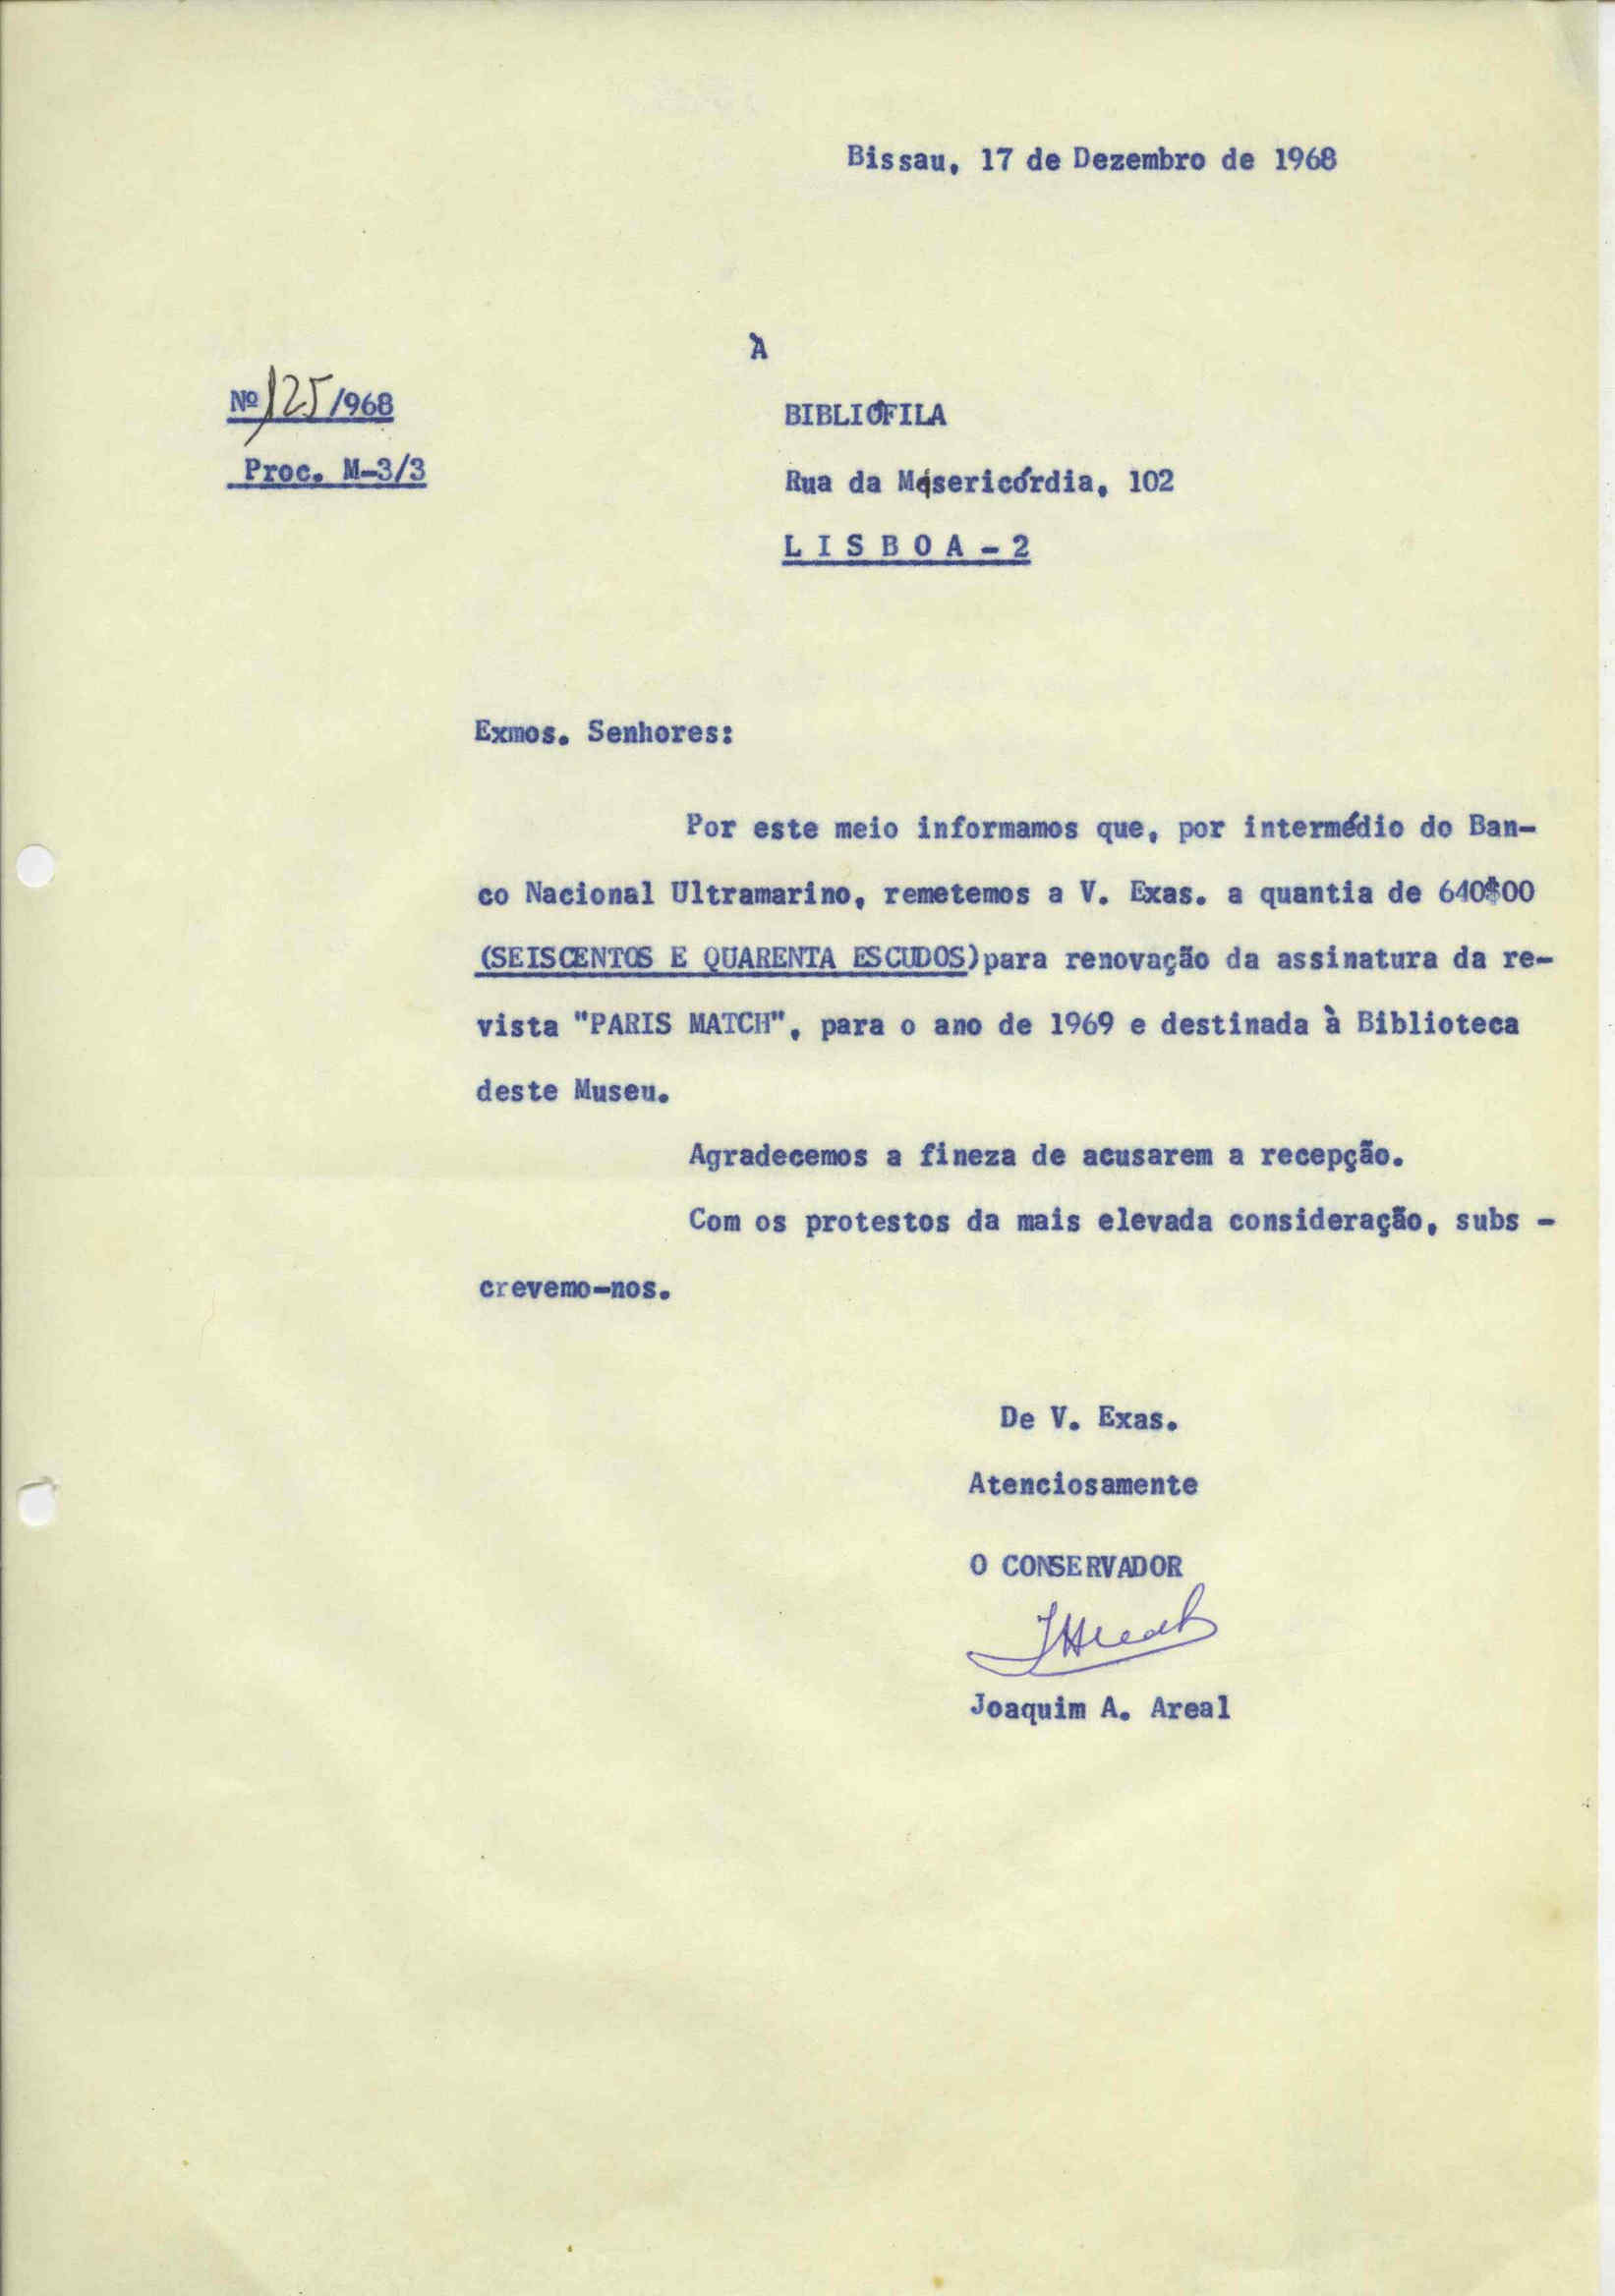 Bissau, 17 de Dezembro de 1968
À
Nº 125/968
BIBLIÓFILA
Proc. M-3/3
Rua da Misericórdia, 102
L I S B O A - 2
Exmos. Senhores:
Por este meio informamos que, por intermédio do Ban-
co Nacional Ultramarino, remetemos a V. Exas. a quantia de 640$00
(SEISCENTOS E QUARENTA ESCUDOS)para renovação da assinatura da re-
vista "PARIS MATCH", para o ano de 1969 e destinada à Biblioteca
deste Museu.
Agradecemos a fineza de acusarem a recepção.
Com os protestos da mais elevada consideração, subs -
crevemo-nos.
De V. Exas.
Atenciosamente
O CONSERVADOR
JAreal
Joaquim A. Areal